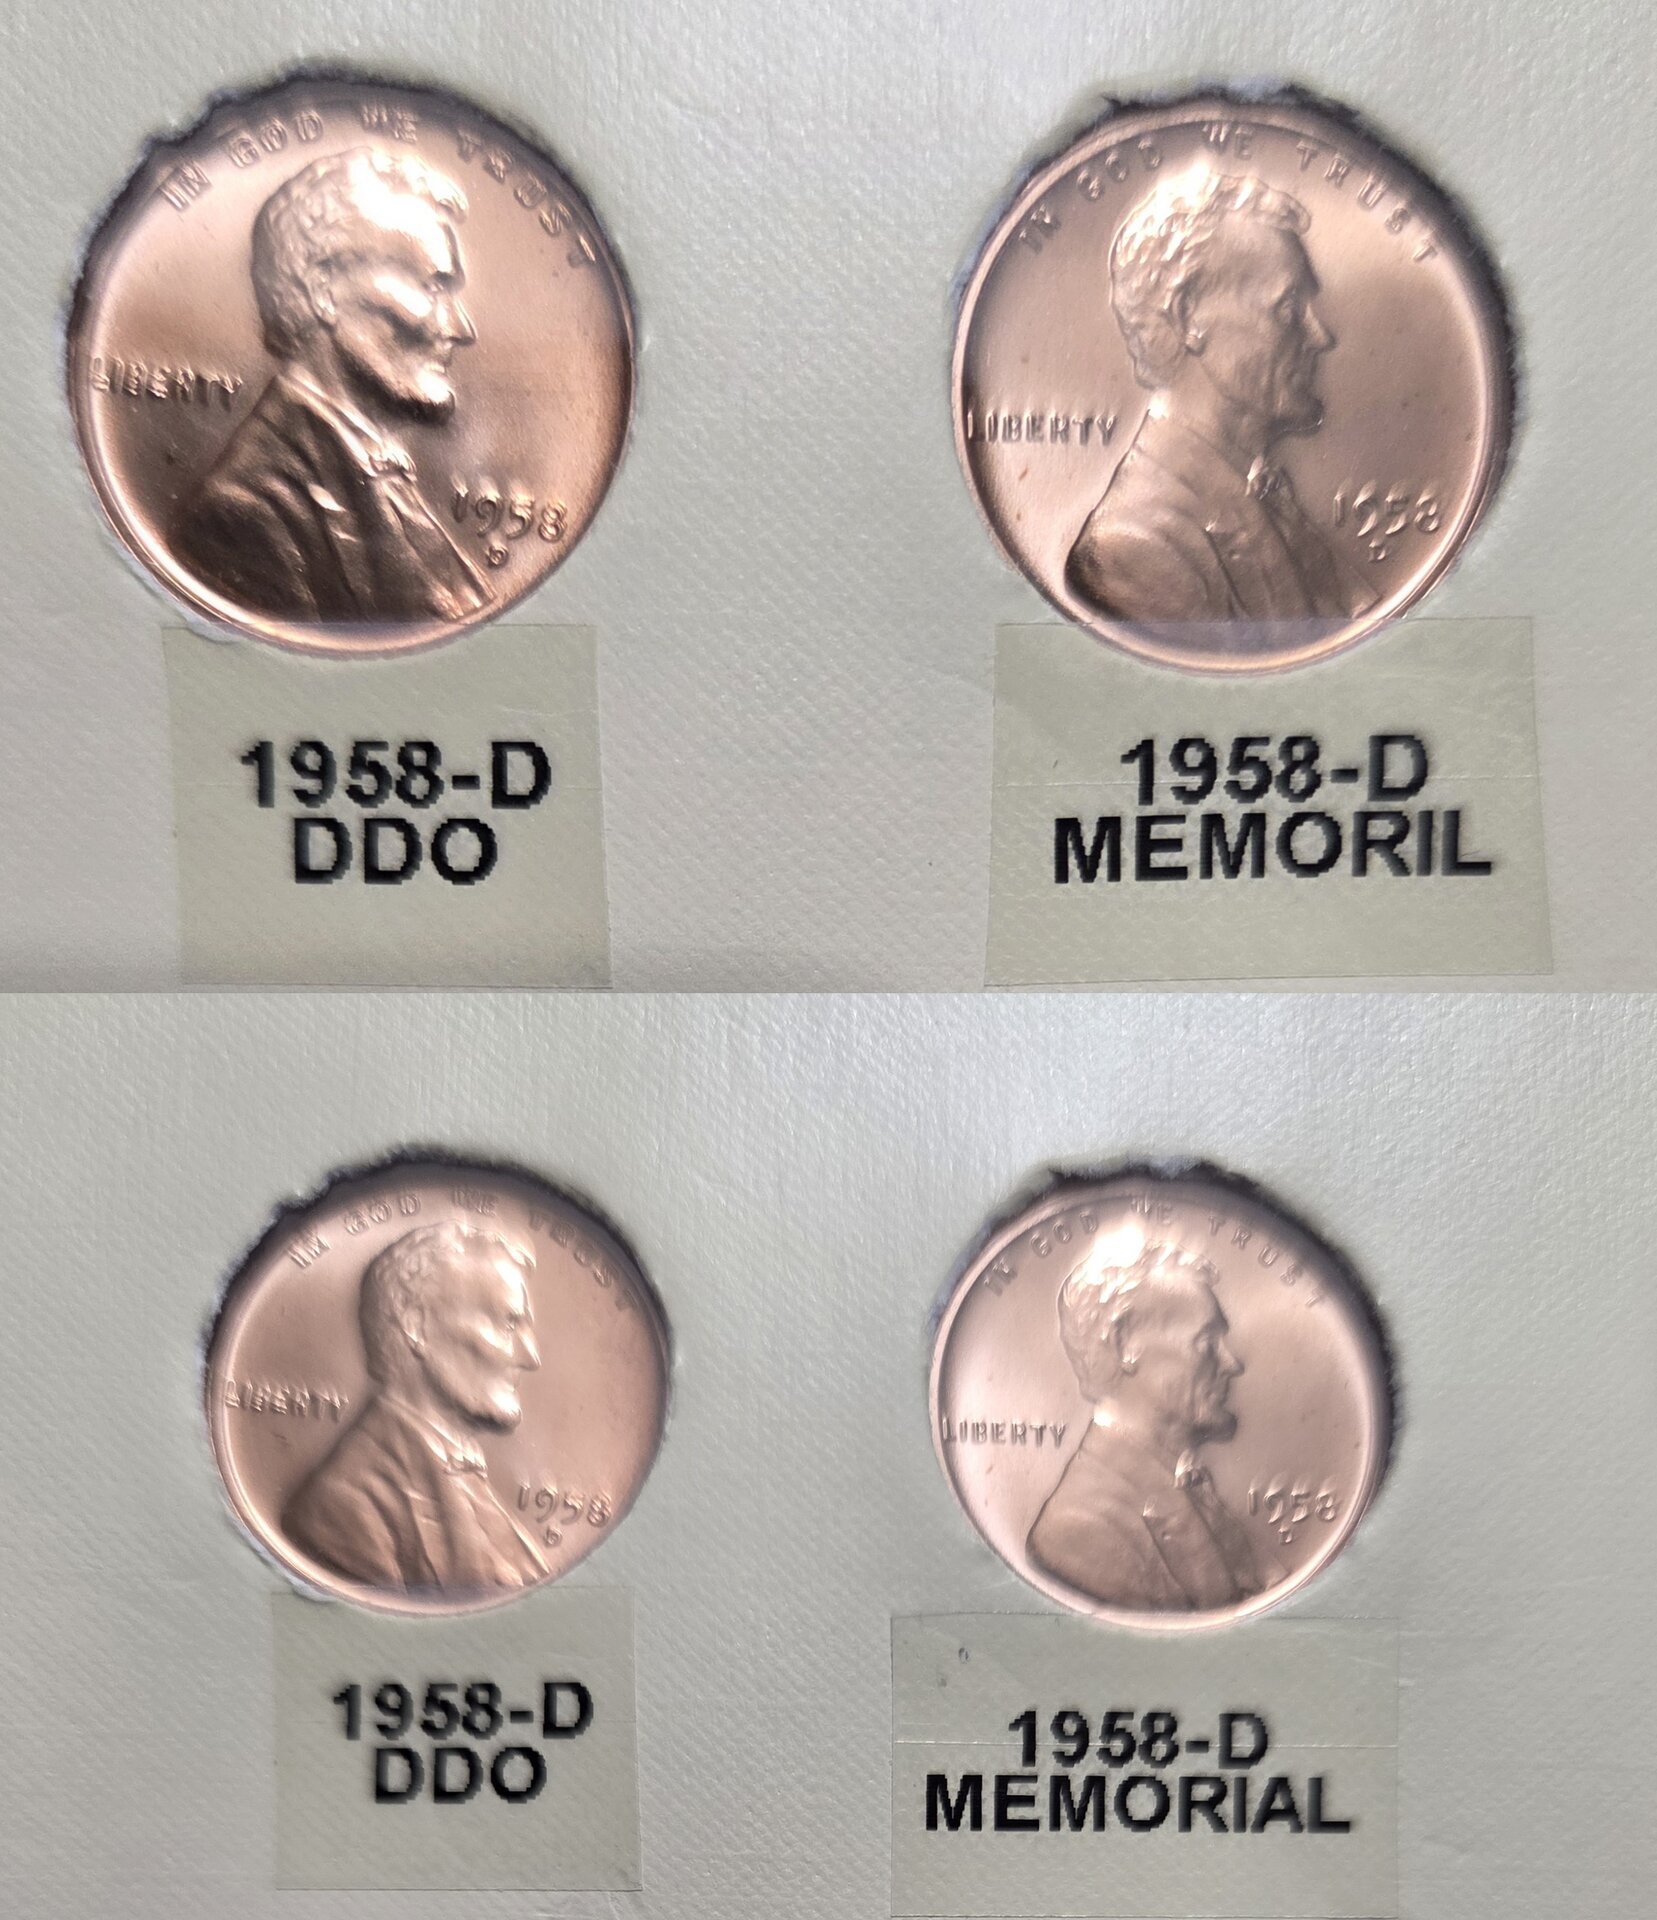 IN GOD WE TRUST
LIBERTY
1958
D
1958-D
DDO
IN GOD WE TRUST
LIBERTY
1958
D
1958-D
MEMORIL
IN GOD WE TRUST
LIBERTY
1958
D
1958-D
DDO
IN GOD WE TRUST
LIBERTY
1958
D
1958-D
MEMORIAL